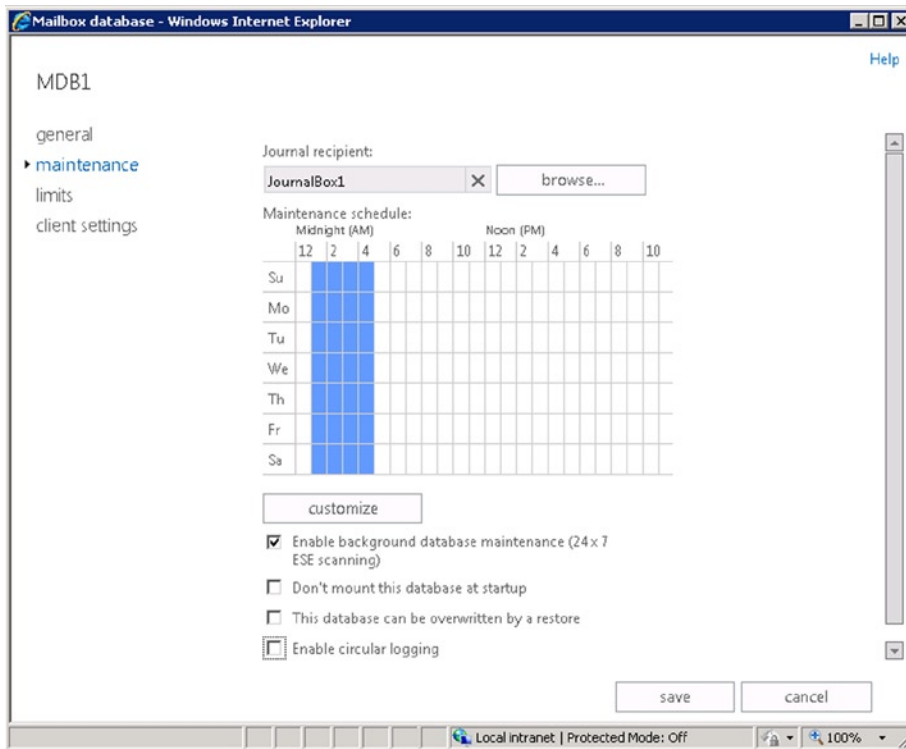 Mailbox database - Windows Internet Explorer
Help
MDB1
general
maintenance
limits
client settings
Journal recipient:
JournalBox1
browse...
Maintenance schedule:
Midnight (AM) Noon (PM)
12 2 4 6 8 10 12 2 4 6 8 10
Su
Mo
Tu
We
Th
Fr
Sa
customize
Enable background database maintenance (24 x 7
ESE scanning)
Don't mount this database at startup
This database can be overwritten by a restore
Enable circular logging
save cancel
Local intranet | Protected Mode: Off 100%